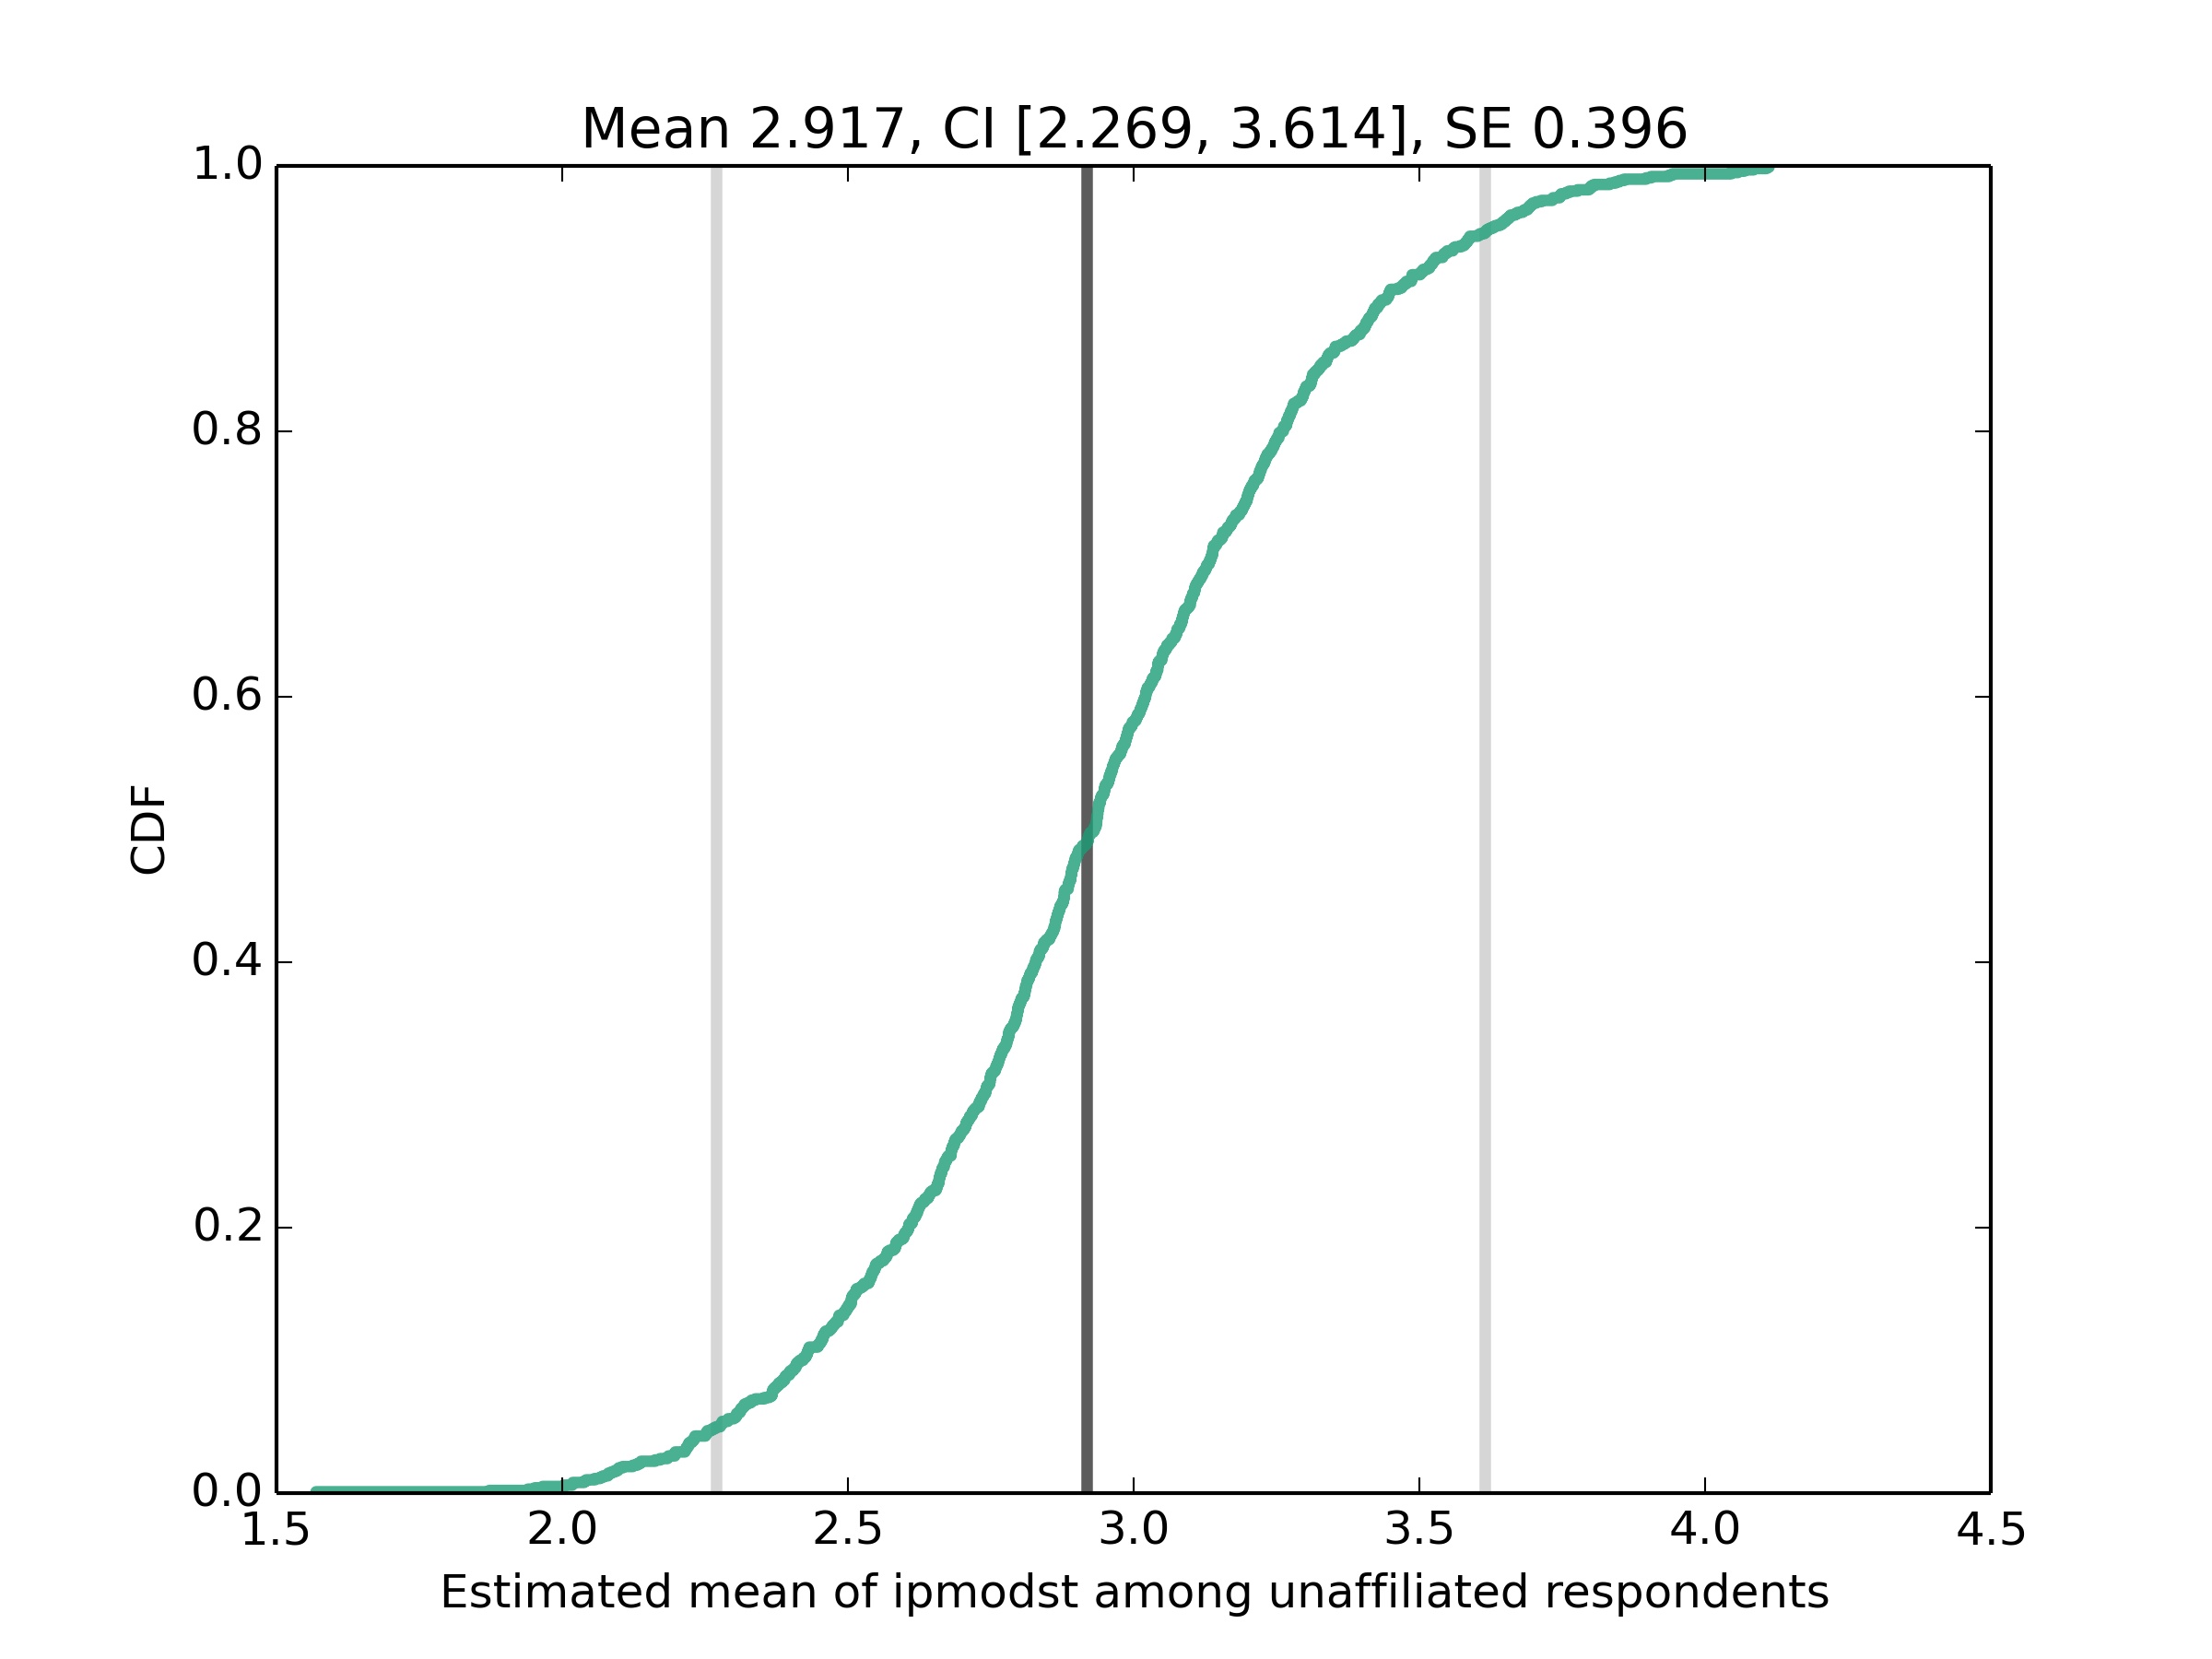 Mean 2.917, CI [2.269, 3.614], SE 0.396
1.0
0.8
0.6
0.4
0.2
0.0
CDF
1.5 2.0 2.5 3.0 3.5 4.0 4.5
Estimated mean of ipmodst among unaffiliated respondents